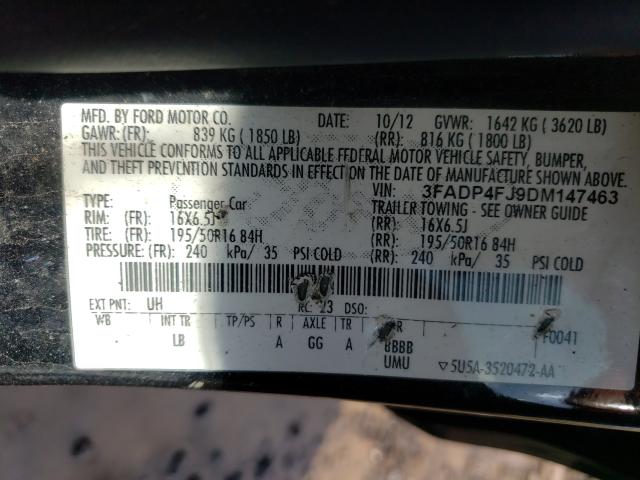 MFD. BY FORD MOTOR CO. DATE: 10/12 GVWR: 1642 KG ( 3620 LB)
GAWR: (FR): 839 KG ( 1850 LB) (RR): 816 KG ( 1800 LB)
THIS VEHICLE CONFORMS TO ALL APPLICABLE FEDERAL MOTOR VEHICLE SAFETY, BUMPER,
AND THEFT PREVENTION STANDARDS IN EFFECT ON THE DATE OF MANUFACTURE SHOWN ABOVE.
VIN: 3FADP4FJ9DM147463
TYPE: Passenger Car TRAILER TOWING - SEE OWNER GUIDE
RIM: (FR): 16X6.5J (RR): 16X6.5J
TIRE: (FR): 195/50R16 84H (RR): 195/50R16 84H
PRESSURE: (FR): 240 kPa/ 35 PSI COLD (RR): 240 kPa/ 35 PSI COLD
EXT PNT: UH RC: 23 DSO:
WB INT TR TP/PS R AXLE TR R F0041
LB A GG A BBBB
UMU 5U5A-3520472-AA